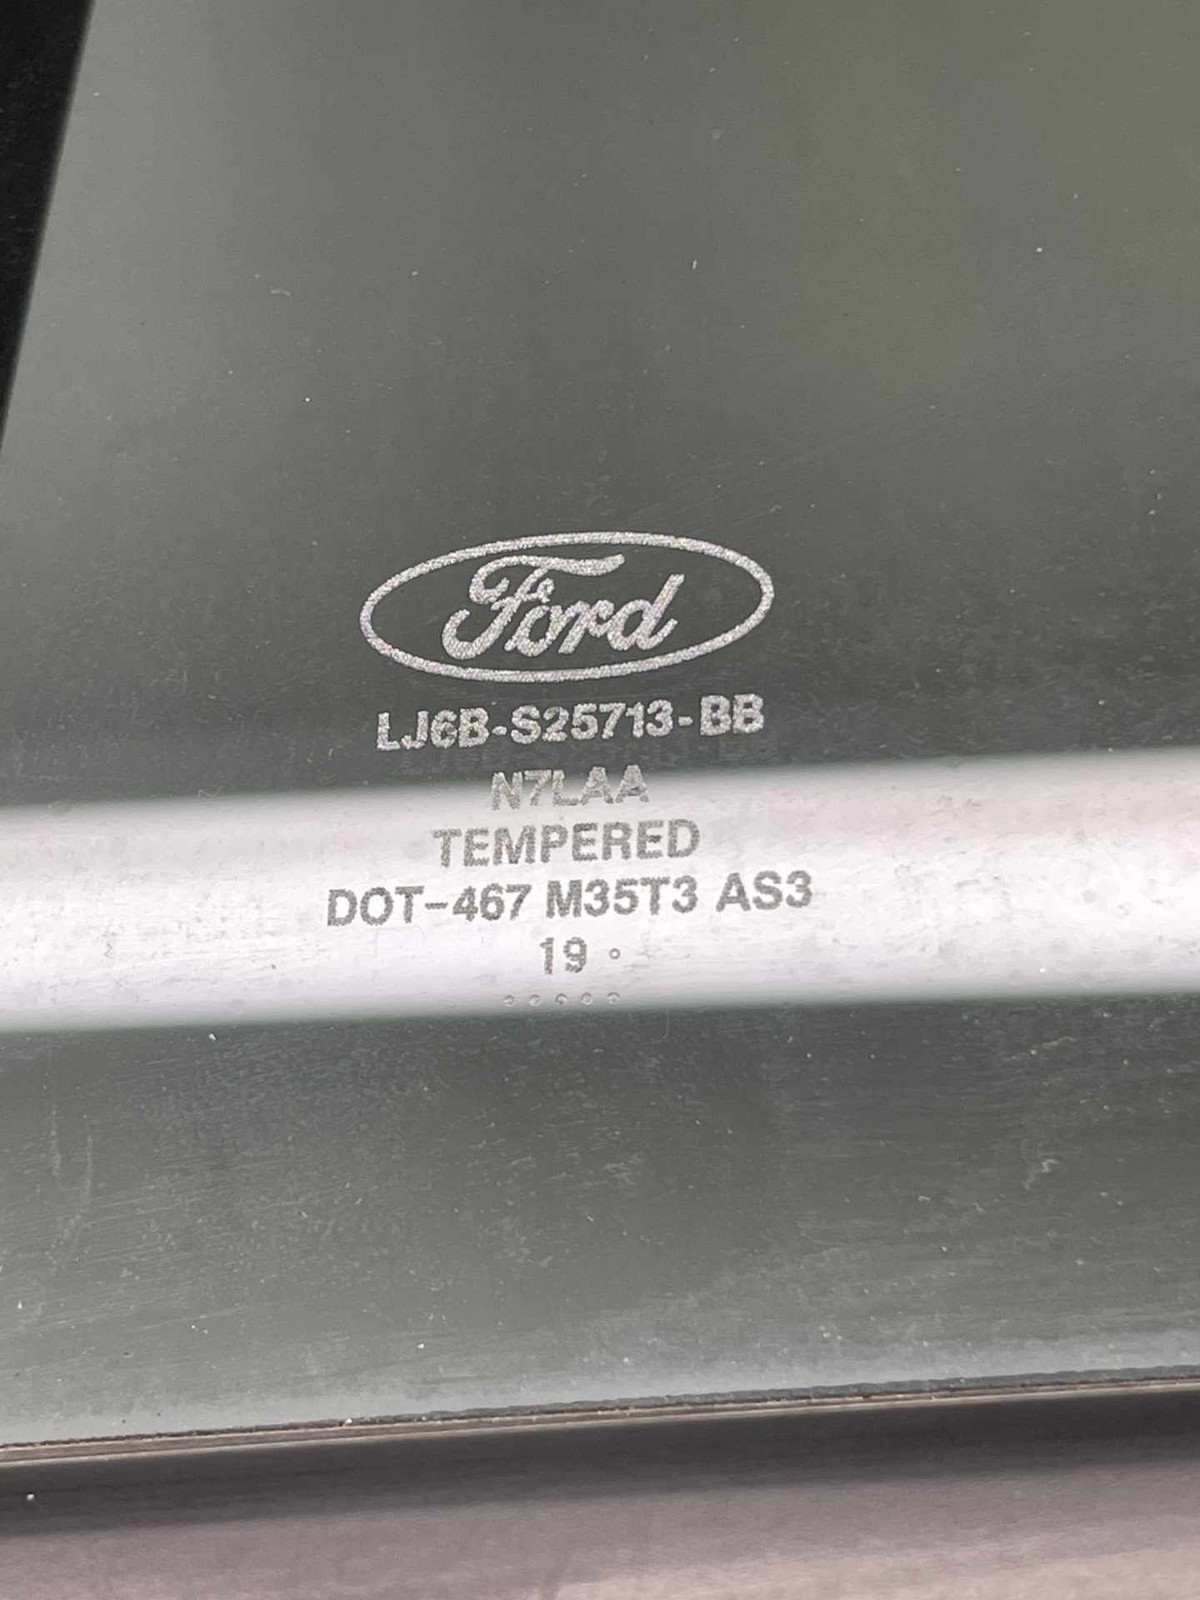 Ford
LJ6B-S25713-BB
N7LAA
TEMPERED
DOT-467 M35T3 AS3
19